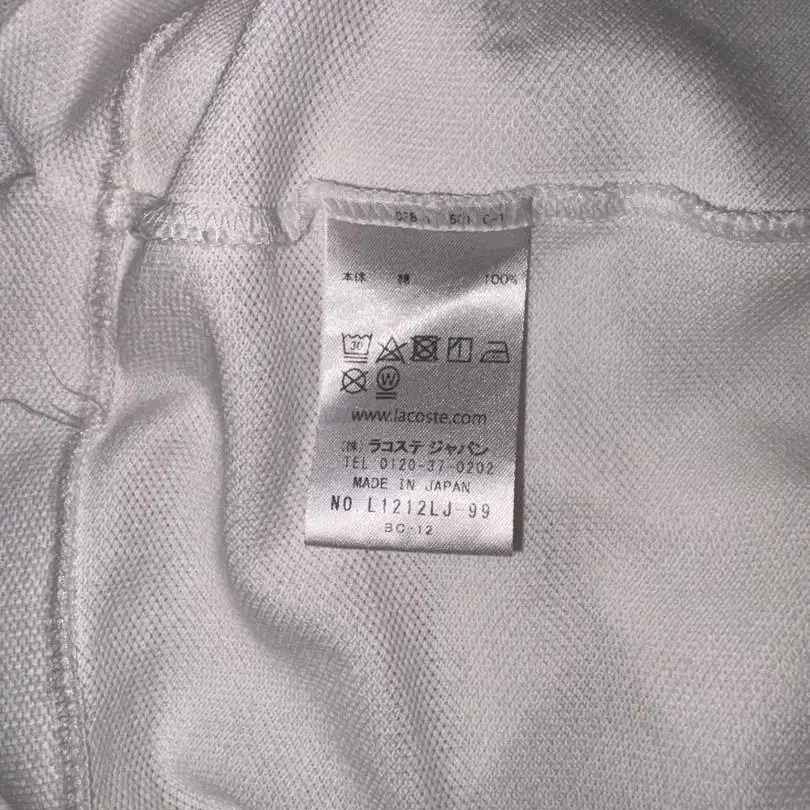 本体 綿 100%
30
W
www.lacoste.com
(株) ラコステ ジャパン
TEL 0120-37-0202
MADE IN JAPAN
NO L1212LJ-99
BC-12